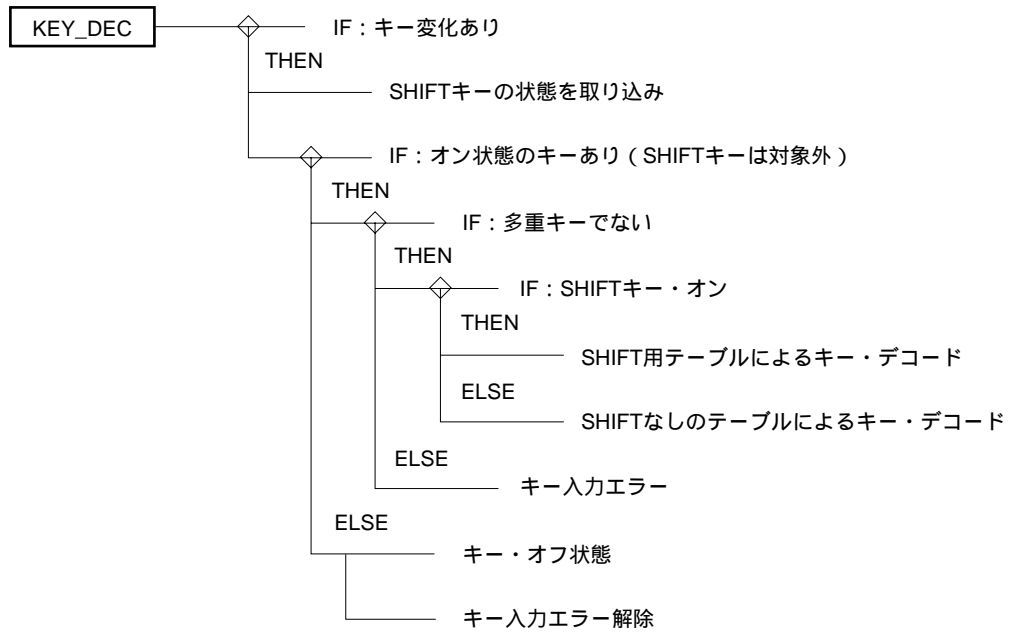 KEY_DEC
IF：キー変化あり
THEN
SHIFTキーの状態を取り込み
IF：オン状態のキーあり（SHIFTキーは対象外）
THEN
IF：多重キーでない
THEN
IF：SHIFTキー・オン
THEN
SHIFT用テーブルによるキー・デコード
ELSE
SHIFTなしのテーブルによるキー・デコード
ELSE
キー入力エラー
ELSE
キー・オフ状態
キー入力エラー解除